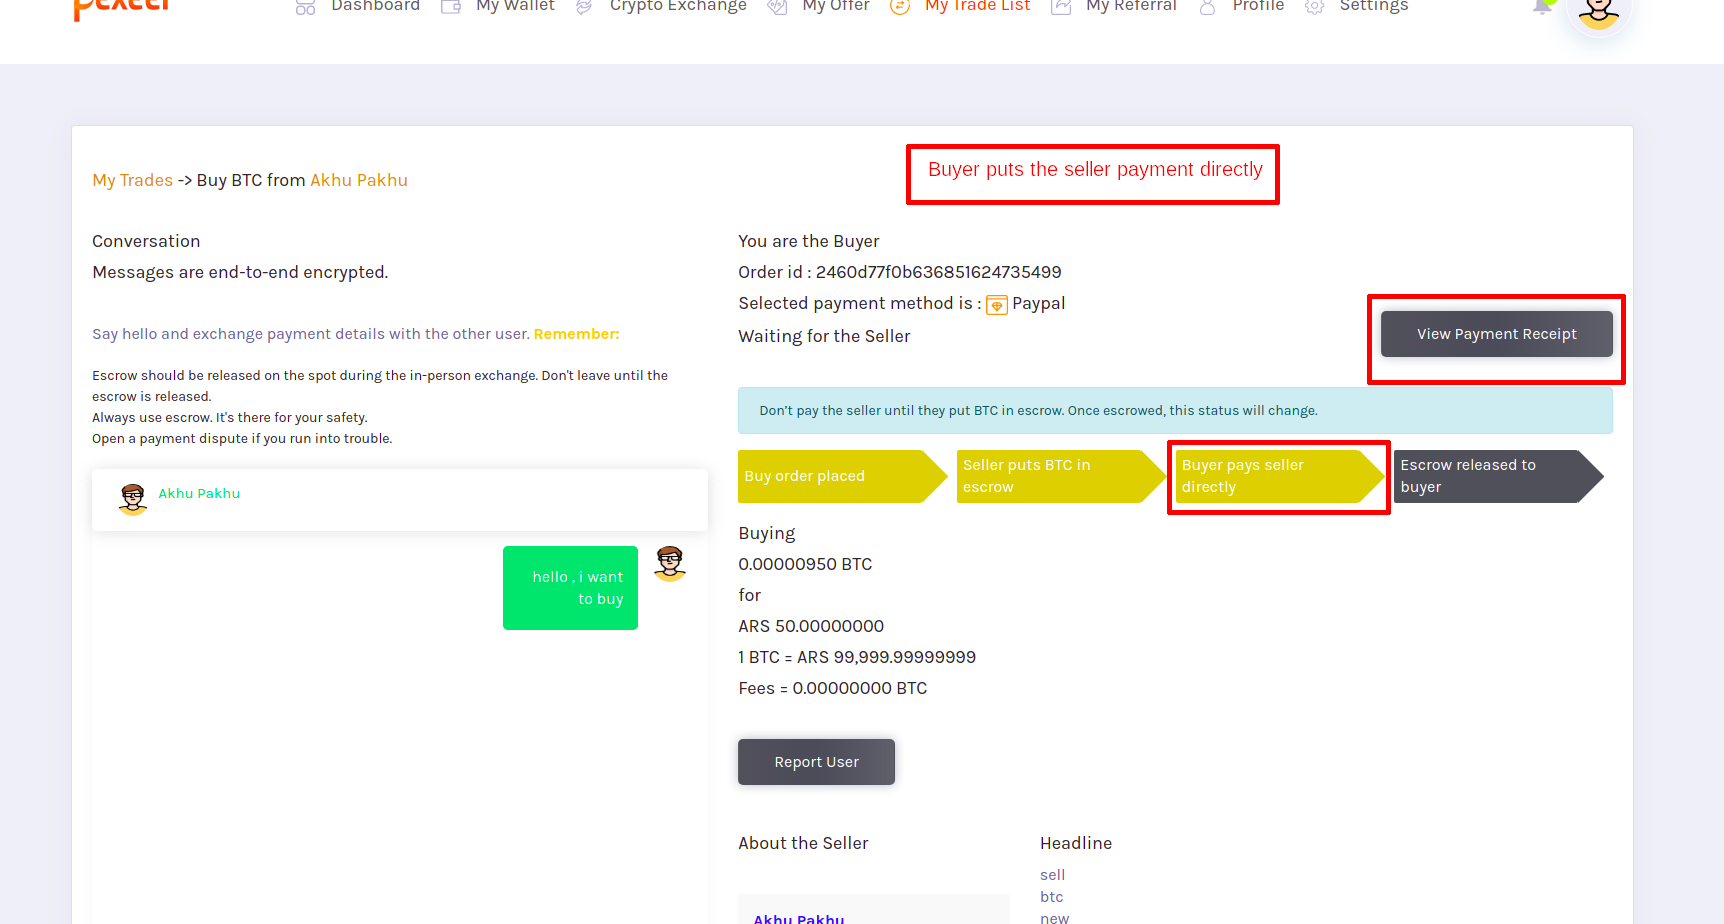 Pexeer
Dashboard
My Wallet
Crypto Exchange
My Offer
My Trade List
My Referral
Profile
Settings
My Trades -> Buy BTC from Akhu Pakhu
Buyer puts the seller payment directly
Conversation
Messages are end-to-end encrypted.
Say hello and exchange payment details with the other user. Remember:
Escrow should be released on the spot during the in-person exchange. Don't leave until the
escrow is released.
Always use escrow. It's there for your safety.
Open a payment dispute if you run into trouble.
Akhu Pakhu
hello , i want
to buy
You are the Buyer
Order id : 2460d77f0b636851624735499
Selected payment method is : Paypal
Waiting for the Seller
View Payment Receipt
Don’t pay the seller until they put BTC in escrow. Once escrowed, this status will change.
Buy order placed
Seller puts BTC in
escrow
Buyer pays seller
directly
Escrow released to
buyer
Buying
0.00000950 BTC
for
ARS 50.00000000
1 BTC = ARS 99,999.99999999
Fees = 0.00000000 BTC
Report User
About the Seller
Akhu Pakhu
Headline
sell
btc
new